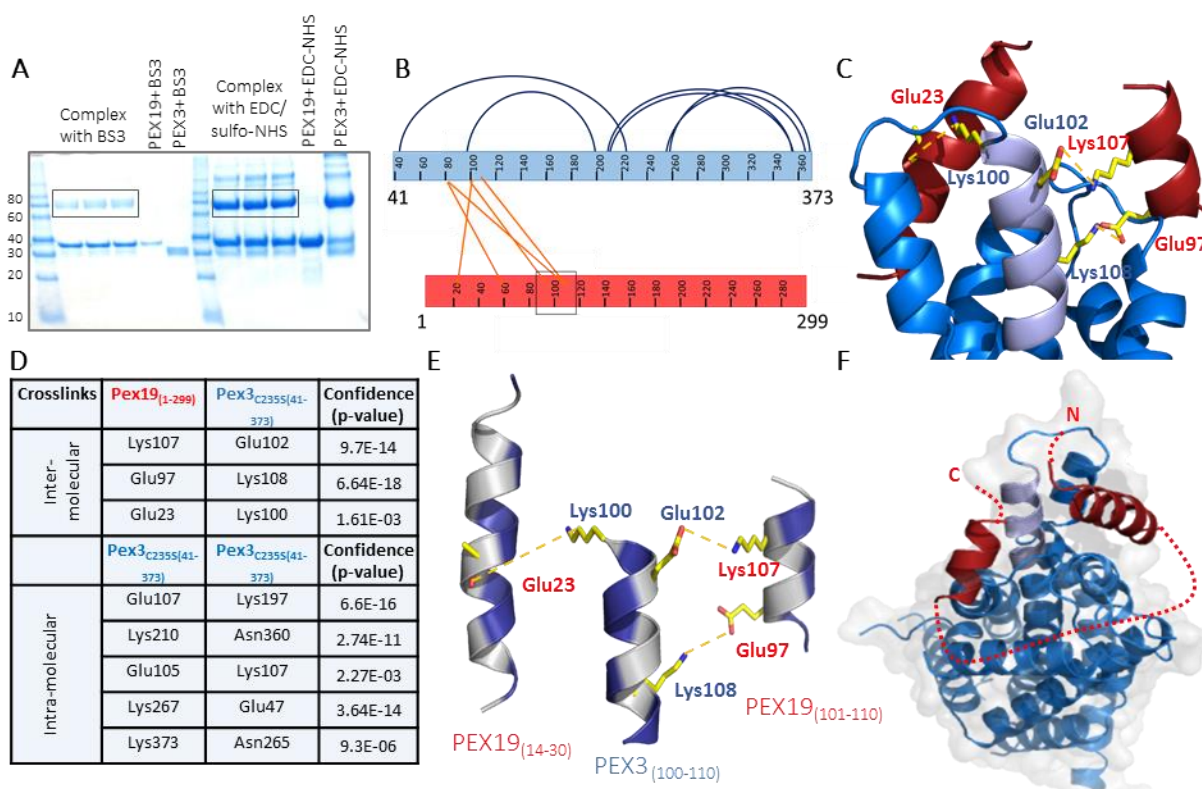 A
Complex
with BS3
PEX19+BS3
PEX3+BS3
Complex
with EDC/
sulfo-NHS
PEX19+EDC-NHS
PEX3+EDC-NHS
80
60
40
30
20
10
B
40
60
80
100
120
140
160
180
200
220
240
260
280
300
320
340
360
41
373
20
40
60
80
100
120
140
160
180
200
220
240
260
280
1
299
C
Glu23
Glu102
Lys107
Lys100
Glu97
Lys108
D
Crosslinks Pex19(1-299) Pex3C235S(41-373) Confidence (p-value)
Inter-molecular
Lys107 Glu102 9.7E-14
Glu97 Lys108 6.64E-18
Glu23 Lys100 1.61E-03
Pex3C235S(41-373) Pex3C235S(41-373) Confidence (p-value)
Intra-molecular
Glu107 Lys197 6.6E-16
Lys210 Asn360 2.74E-11
Glu105 Lys107 2.27E-03
Lys267 Glu47 3.64E-14
Lys373 Asn265 9.3E-06
E
Lys100
Glu102
Glu23
Lys107
Glu97
Lys108
PEX19(14-30)
PEX3(100-110)
PEX19(101-110)
F
N
C